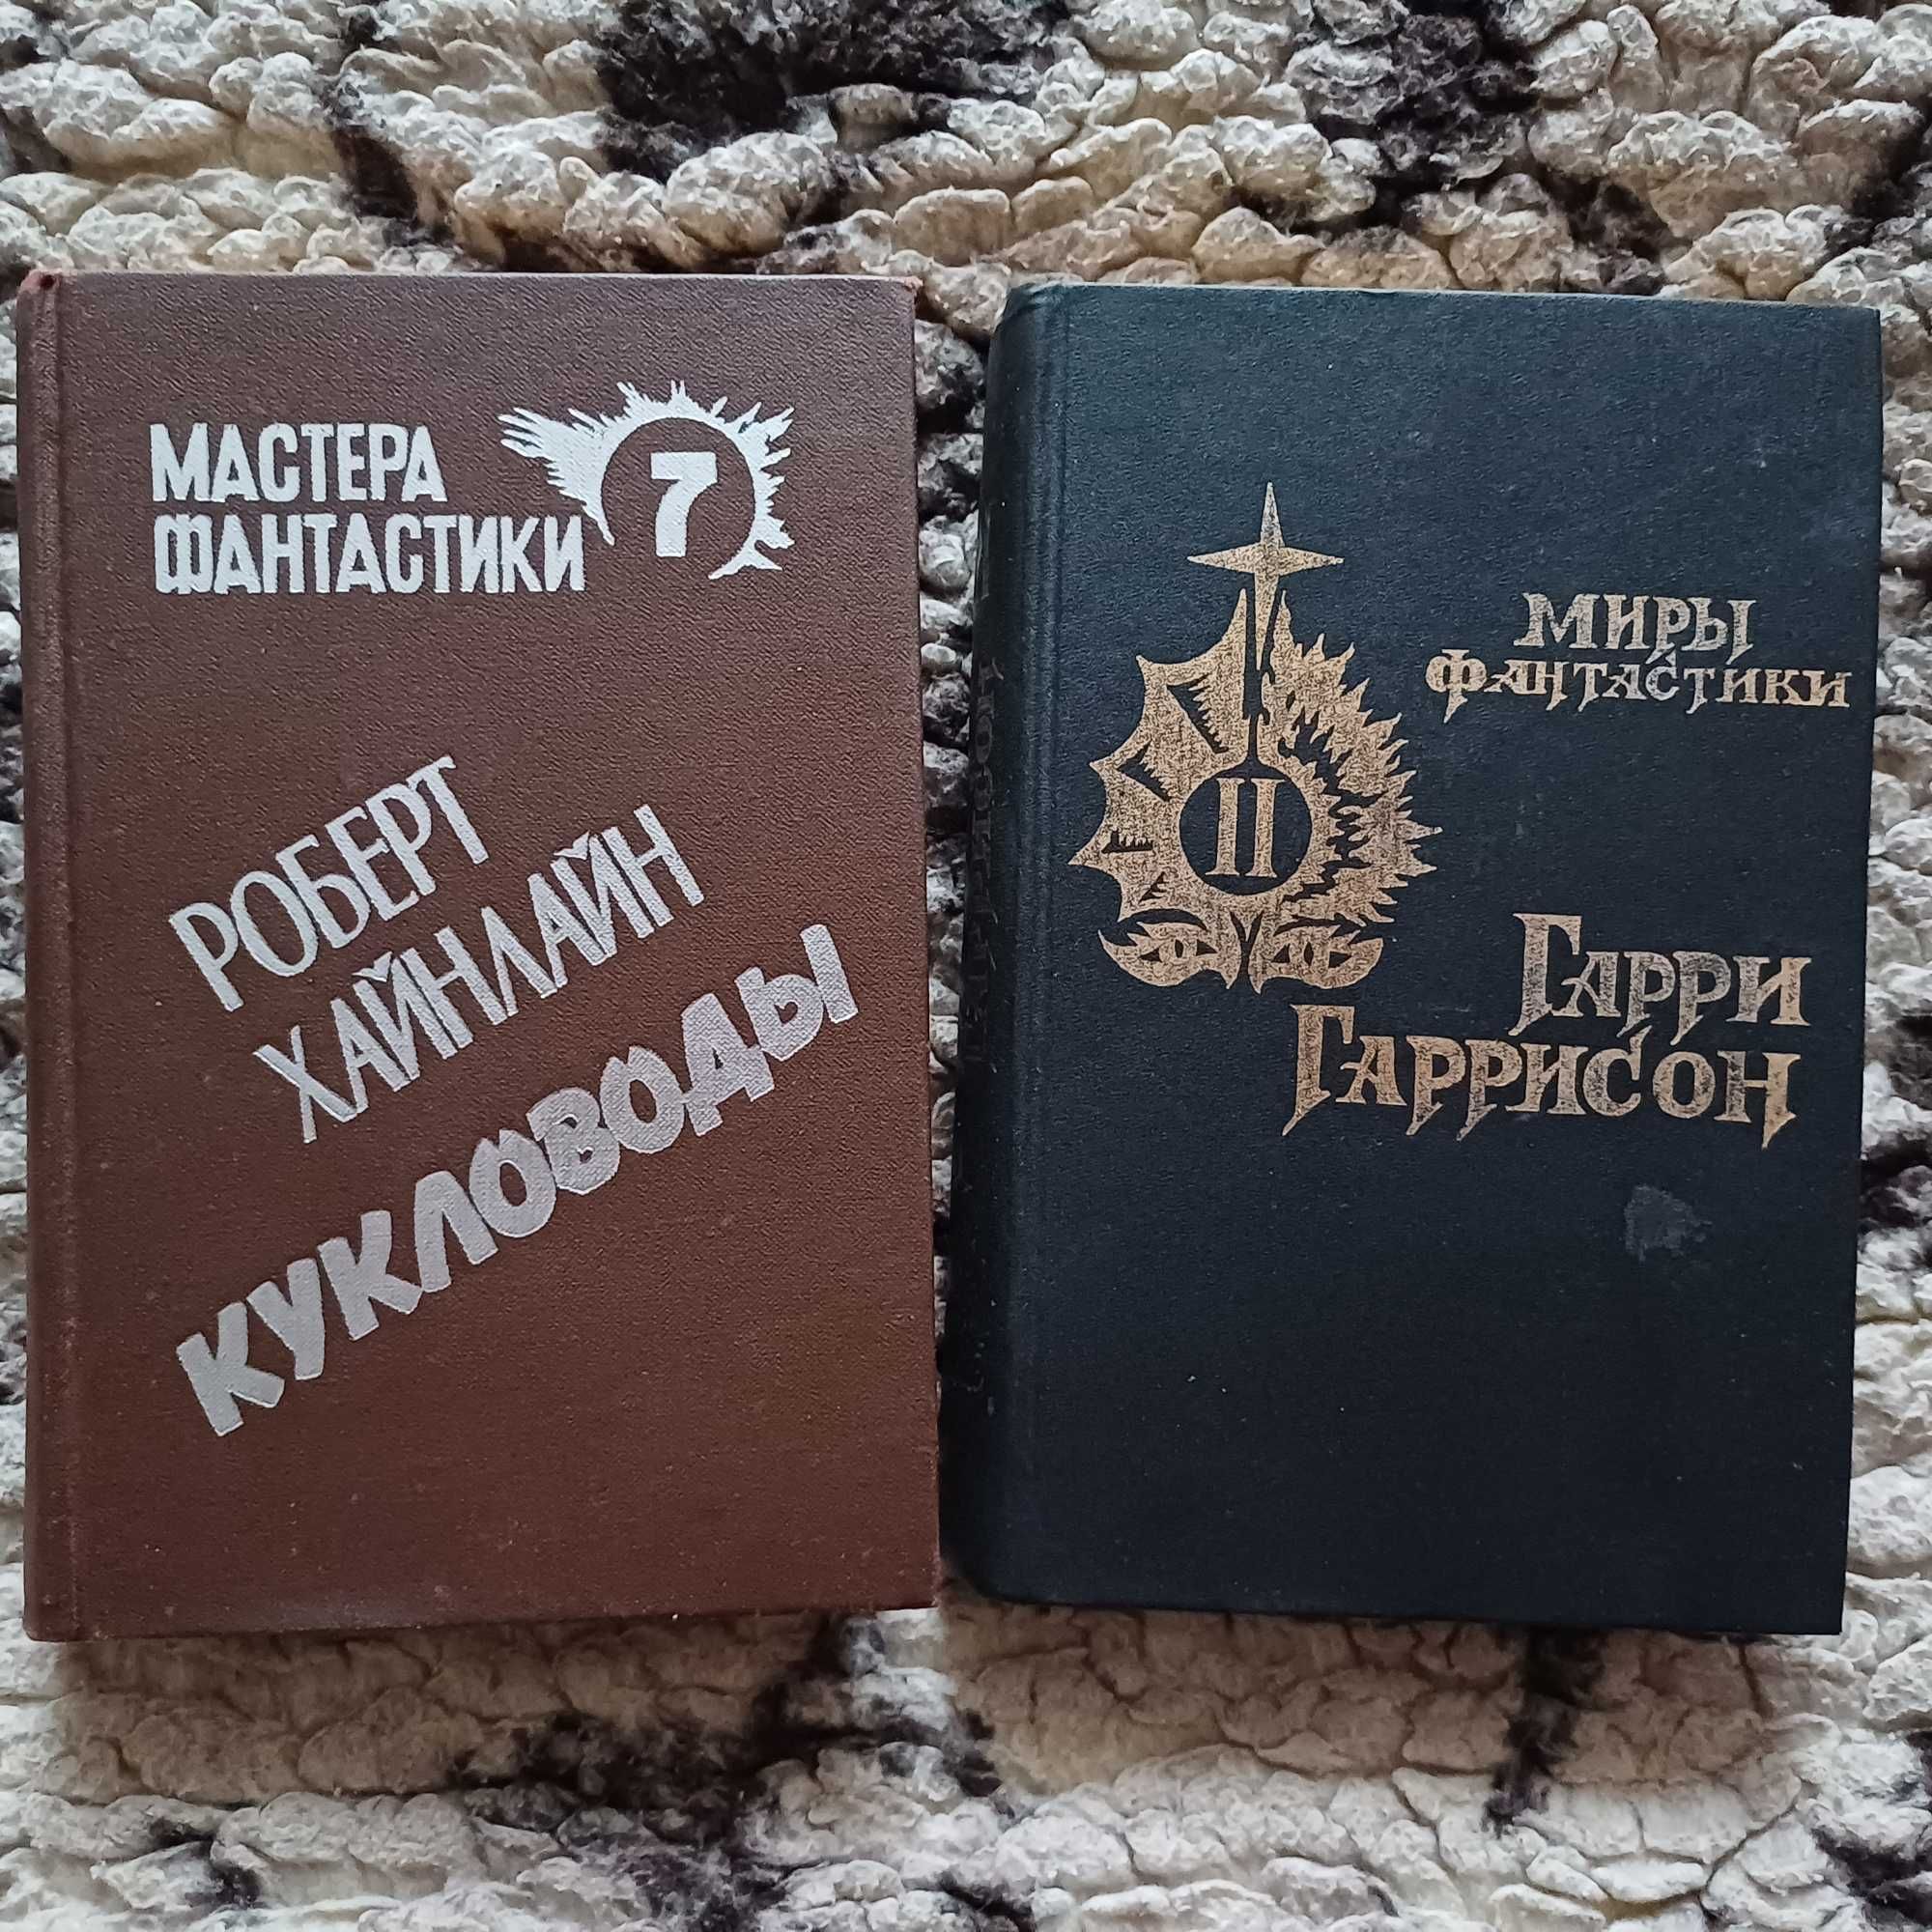 МАСТЕРА
ФАНТАСТИКИ
7
РОБЕРТ
ХАЙНЛАЙН
КУКЛОВОДЫ
МИРЫ
ФАНТАСТИКИ
II
ГАРРИ
ГАРРИСОН